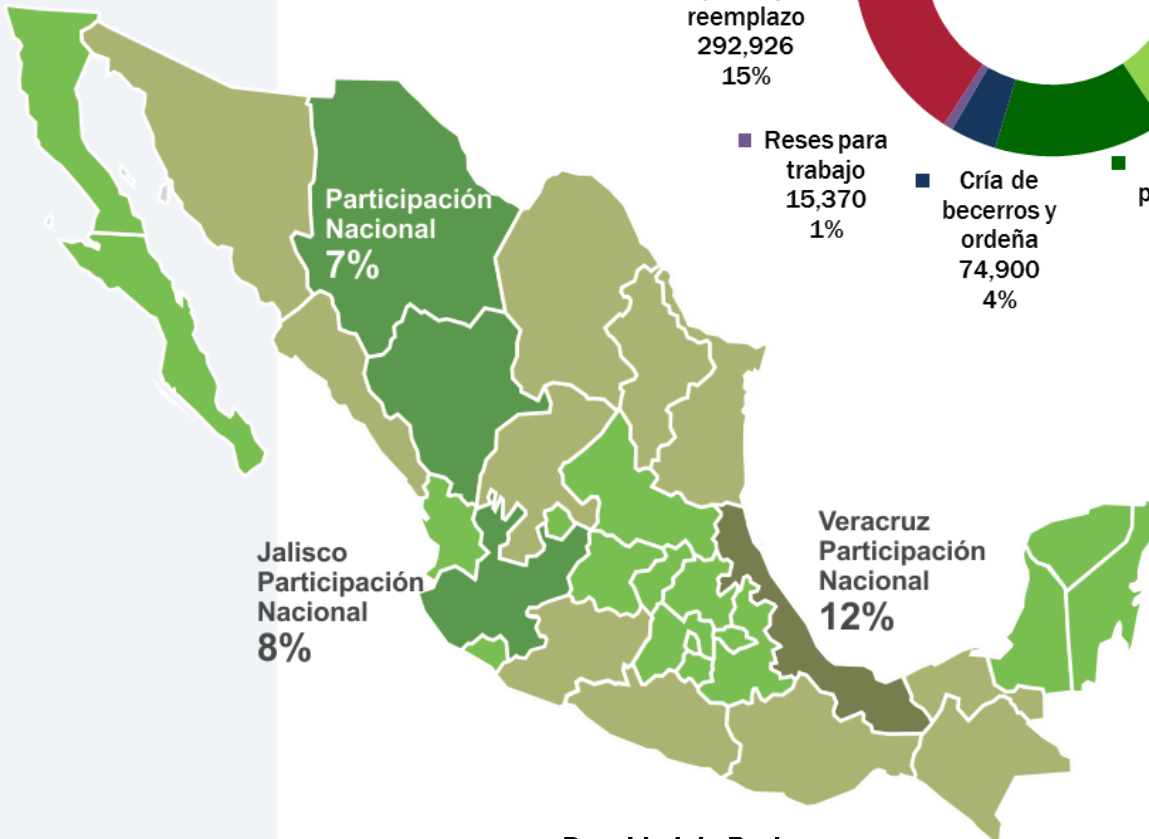 reemplazo
292,926
15%
Reses para
trabajo
15,370
1%
Cría de
becerros y
ordeña
74,900
4%
Participación
Nacional
7%
Veracruz
Participación
Nacional
12%
Jalisco
Participación
Nacional
8%